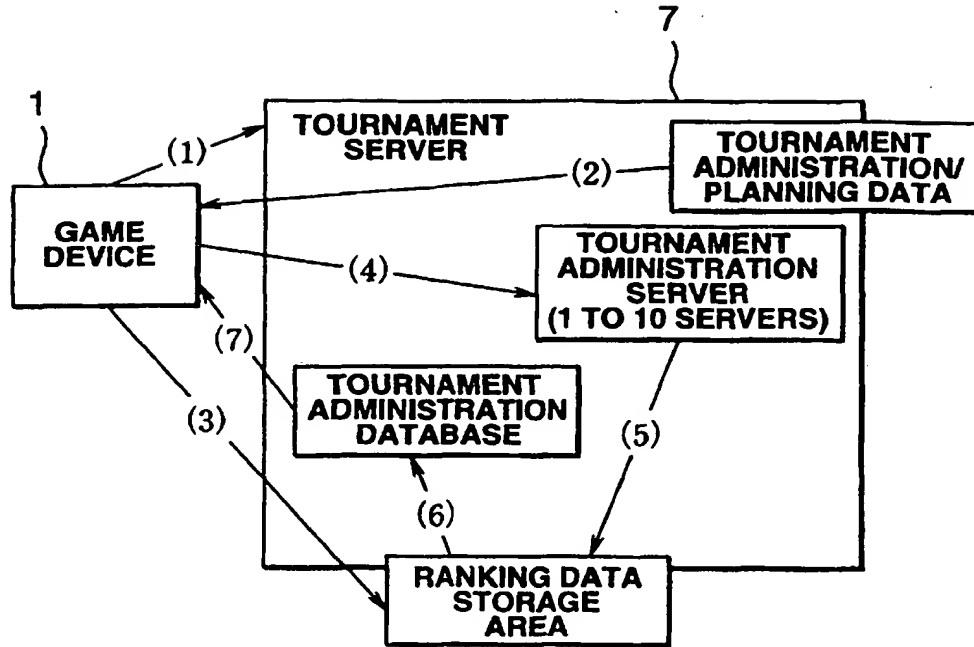 7
1
(1)
TOURNAMENT
SERVER
TOURNAMENT
ADMINISTRATION/
PLANNING DATA
(2)
GAME
DEVICE
(4)
TOURNAMENT
ADMINISTRATION
SERVER
(1 TO 10 SERVERS)
(7)
(3)
TOURNAMENT
ADMINISTRATION
DATABASE
(5)
(6)
RANKING DATA
STORAGE
AREA